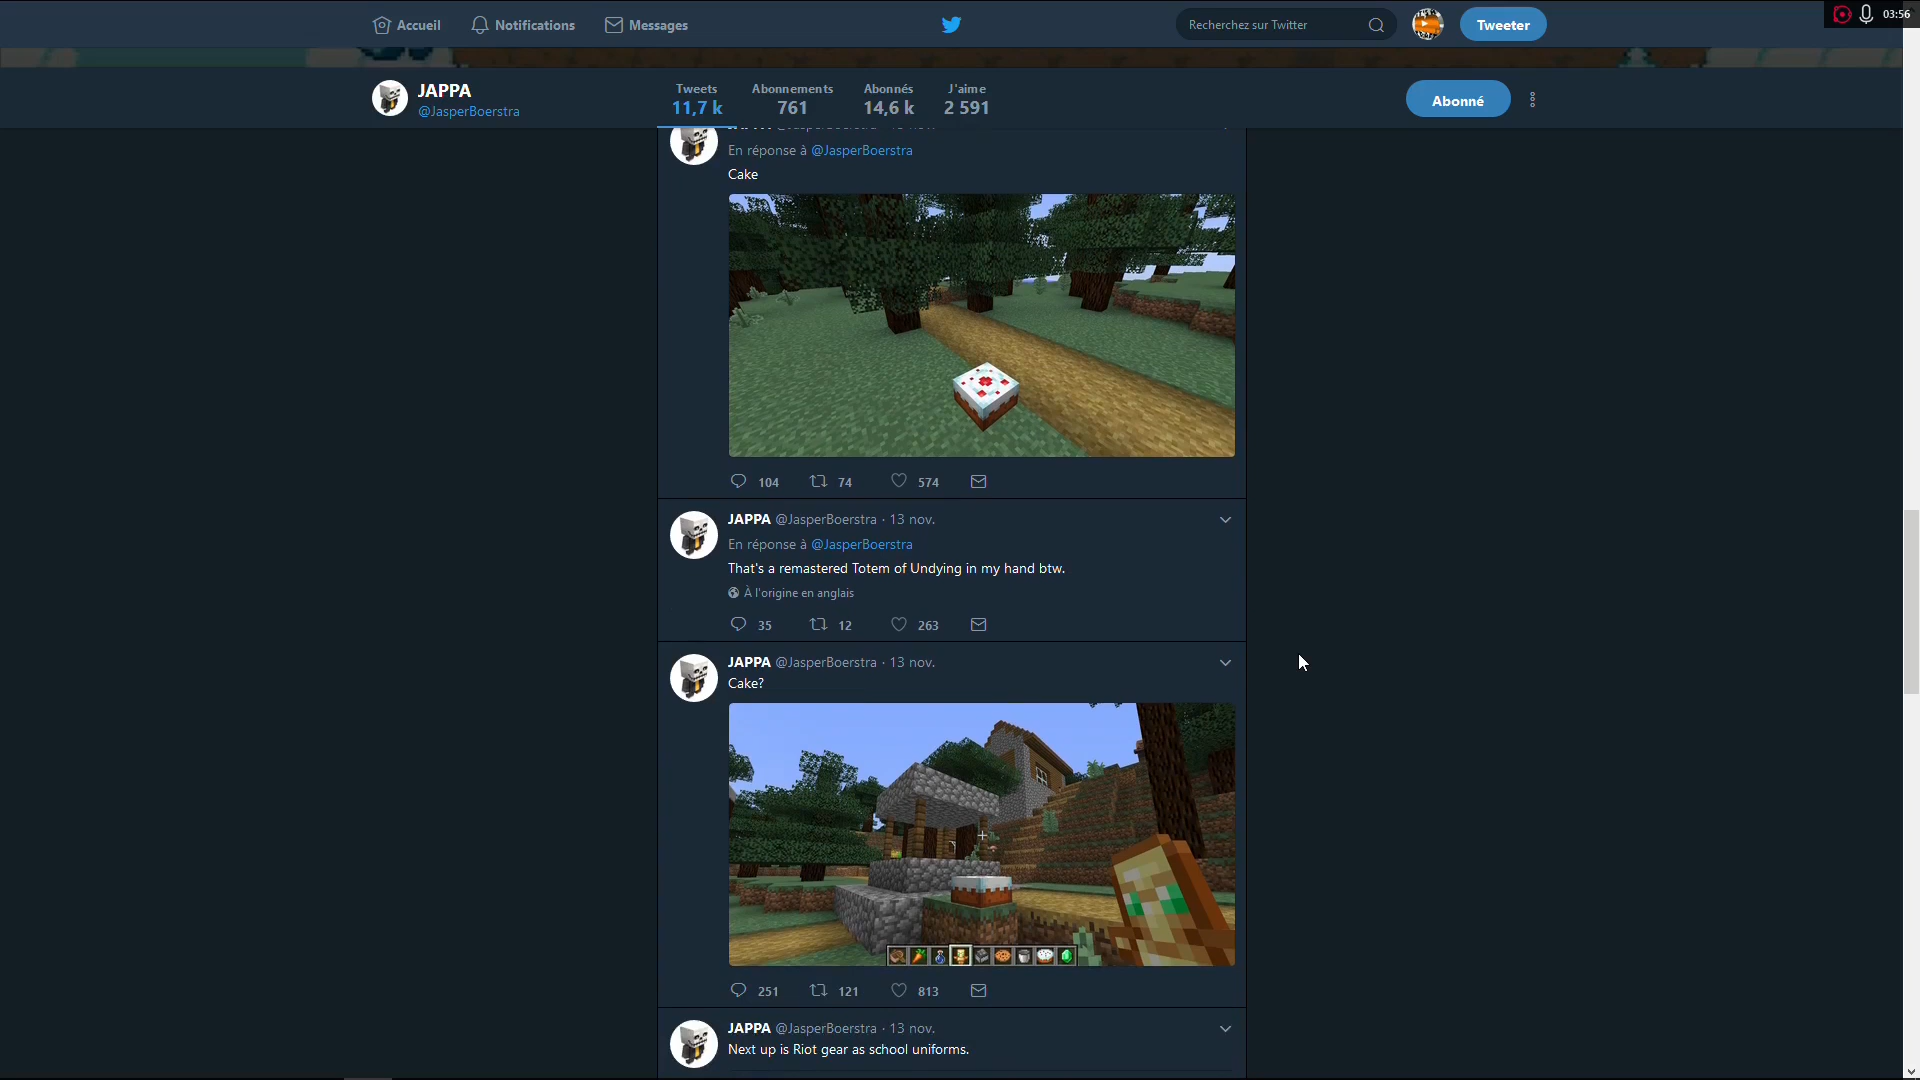 Accueil
Notifications
Messages
Recherchez sur Twitter
Tweeter
03:56
JAPPA
@JasperBoerstra
Tweets
11,7 k
Abonnements
761
Abonnés
14,6 k
J'aime
2 591
Abonné
En réponse à @JasperBoerstra
Cake
104
74
574
JAPPA @JasperBoerstra · 13 nov.
En réponse à @JasperBoerstra
That's a remastered Totem of Undying in my hand btw.
À l'origine en anglais
35
12
263
JAPPA @JasperBoerstra · 13 nov.
Cake?
251
121
813
JAPPA @JasperBoerstra · 13 nov.
Next up is Riot gear as school uniforms.